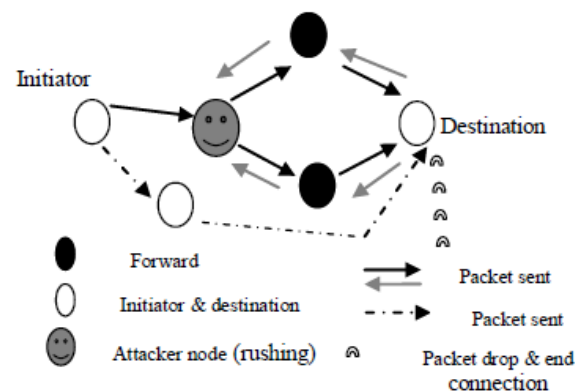 Initiator
Destination
Forward
Initiator & destination
Attacker node (rushing)
Packet sent
Packet sent
Packet drop & end
connection